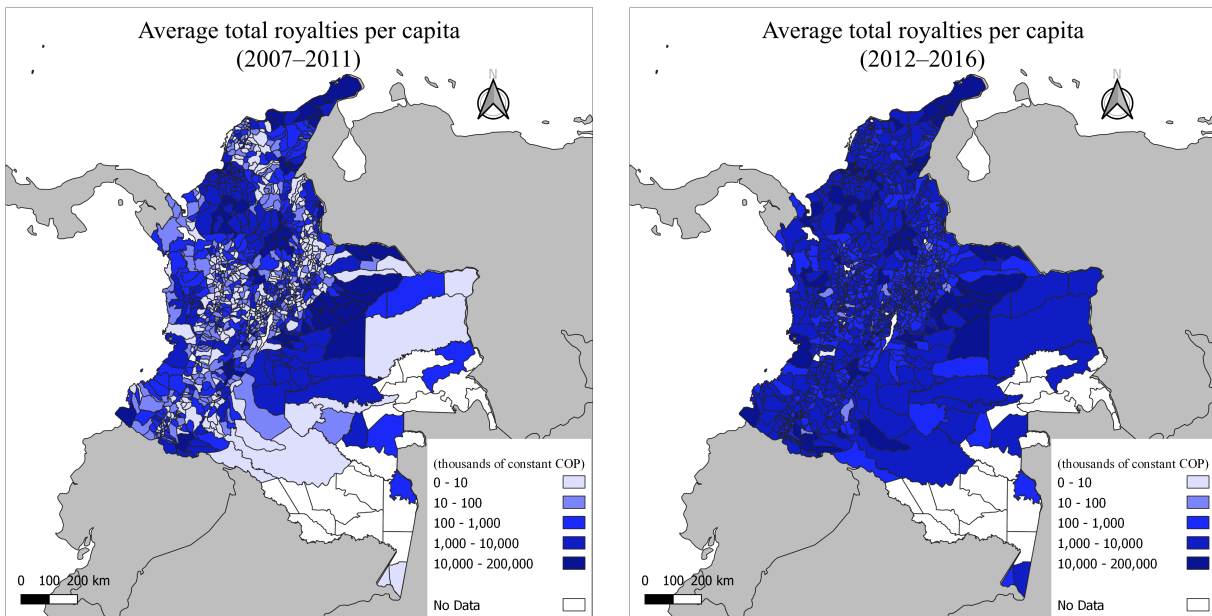 Average total royalties per capita
(2007–2011)
N
(thousands of constant COP)
0 - 10
10 - 100
100 - 1,000
1,000 - 10,000
10,000 - 200,000
No Data
0 100 200 km
Average total royalties per capita
(2012–2016)
N
(thousands of constant COP)
0 - 10
10 - 100
100 - 1,000
1,000 - 10,000
10,000 - 200,000
No Data
0 100 200 km